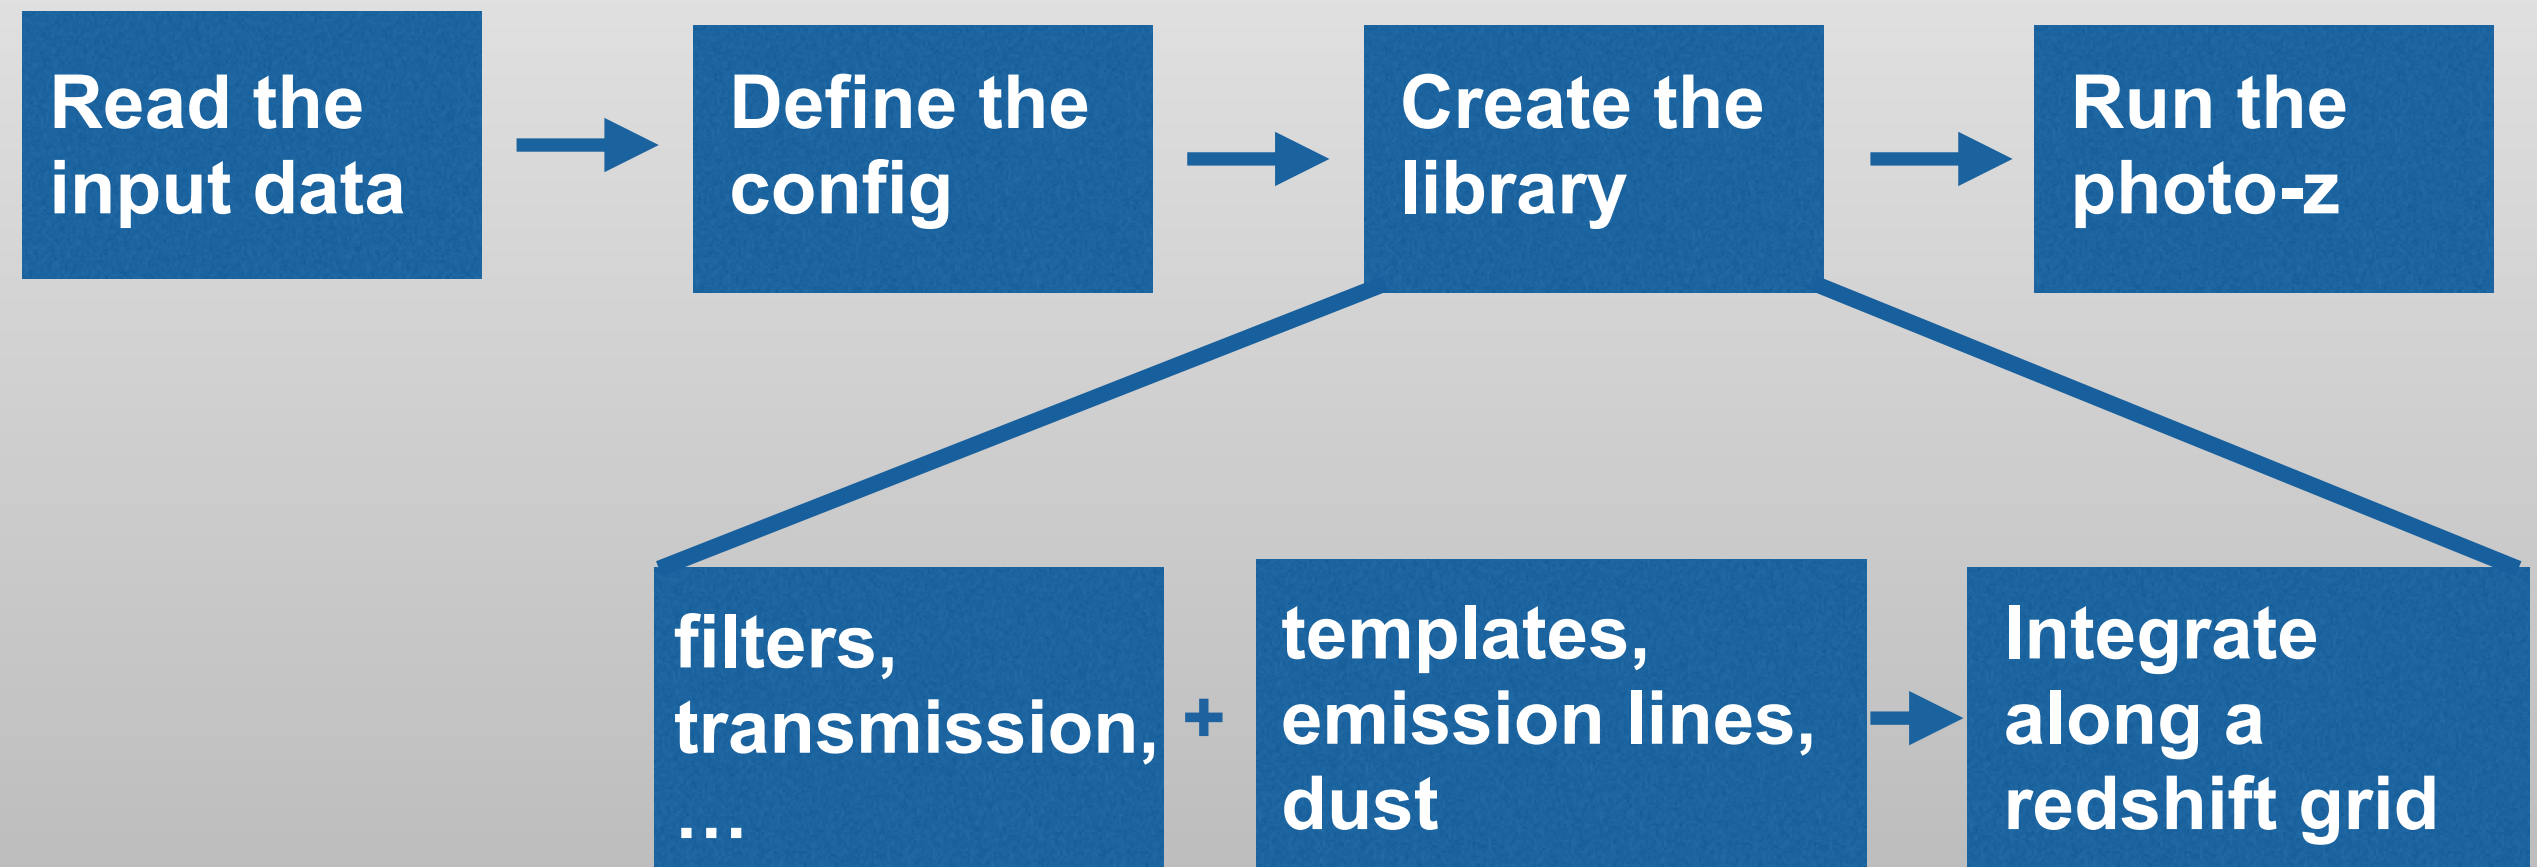 Read the
input data
Define the
config
Create the
library
Run the
photo-z
filters,
transmission,
…
+
templates,
emission lines,
dust
Integrate
along a
redshift grid